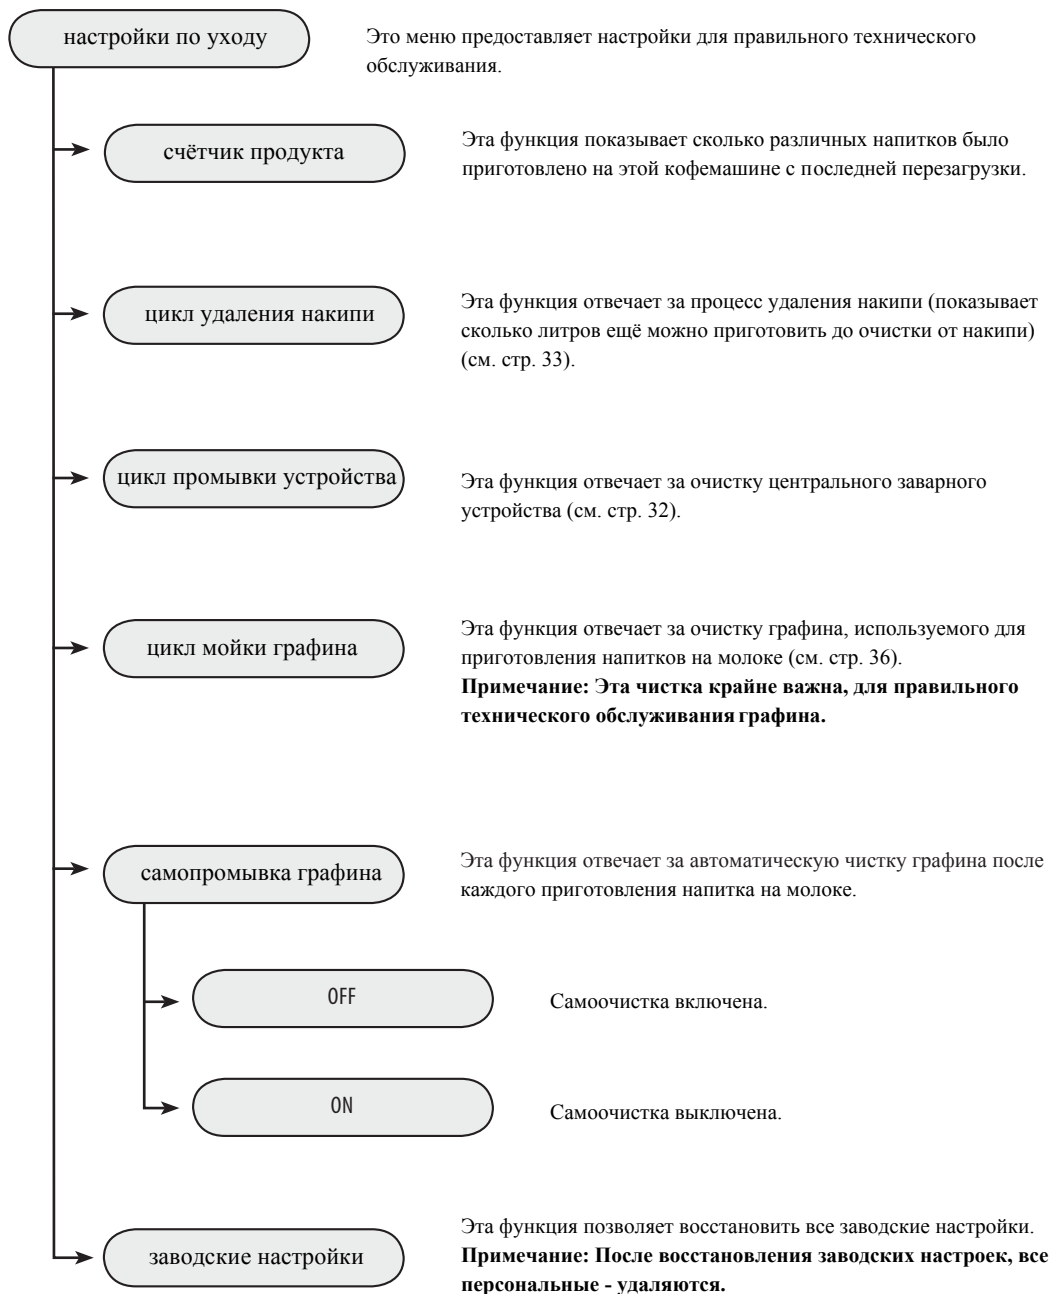 настройки по уходу
Это меню предоставляет настройки для правильного технического
обслуживания.
счётчик продукта
Эта функция показывает сколько различных напитков было
приготовлено на этой кофемашине с последней перезагрузки.
цикл удаления накипи
Эта функция отвечает за процесс удаления накипи (показывает
сколько литров ещё можно приготовить до очистки от накипи)
(см. стр. 33).
цикл промывки устройства
Эта функция отвечает за очистку центрального заварного
устройства (см. стр. 32).
цикл мойки графина
Эта функция отвечает за очистку графина, используемого для
приготовления напитков на молоке (см. стр. 36).
Примечание: Эта чистка крайне важна, для правильного
технического обслуживания графина.
самопромывка графина
Эта функция отвечает за автоматическую чистку графина после
каждого приготовления напитка на молоке.
OFF
Самоочистка включена.
ON
Самоочистка выключена.
заводские настройки
Эта функция позволяет восстановить все заводские настройки.
Примечание: После восстановления заводских настроек, все
персональные - удаляются.